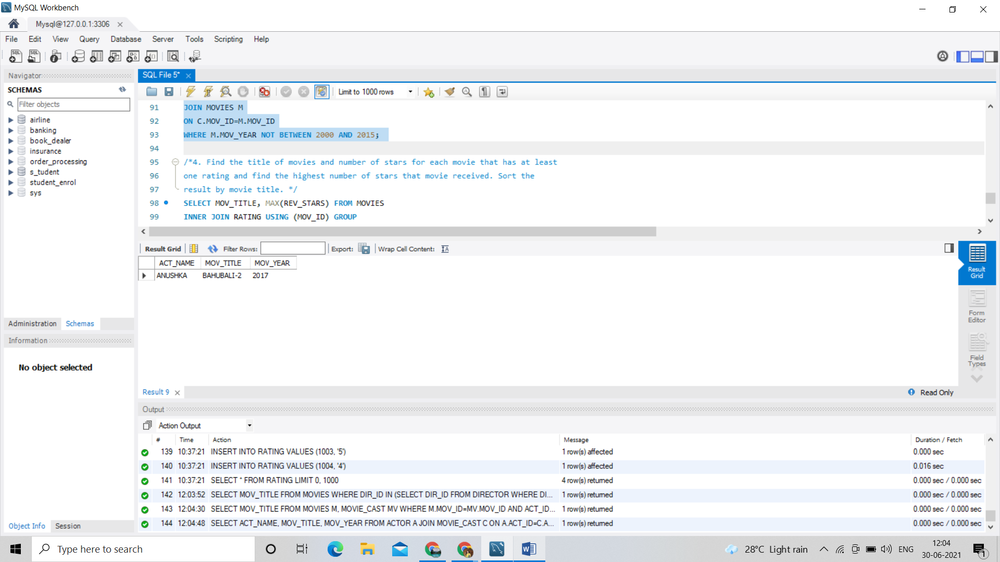 MySQL Workbench
Mysql@127.0.0.1:3306
File Edit View Query Database Server Tools Scripting Help
Navigator
SCHEMAS
Filter objects
airline
banking
book_dealer
insurance
order_processing
s_tudent
student_enrol
sys
Administration Schemas
Information
No object selected
Object Info Session
SQL File 5*
Limit to 1000 rows
91 JOIN MOVIES M
92 ON C.MOV_ID=M.MOV_ID
93 WHERE M.MOV_YEAR NOT BETWEEN 2000 AND 2015;
94
95 /*4. Find the title of movies and number of stars for each movie that has at least
96 one rating and find the highest number of stars that movie received. Sort the
97 result by movie title. */
98 SELECT MOV_TITLE, MAX(REV_STARS) FROM MOVIES
99 INNER JOIN RATING USING (MOV_ID) GROUP
Result Grid Filter Rows: Export: Wrap Cell Content:
ACT_NAME MOV_TITLE MOV_YEAR
ANUSHKA BAHUBALI-2 2017
Result Grid
Form Editor
Field Types
Result 9 Read Only
Output
Action Output
# Time Action Message Duration / Fetch
139 10:37:21 INSERT INTO RATING VALUES (1003, '5') 1 row(s) affected 0.000 sec
140 10:37:21 INSERT INTO RATING VALUES (1004, '4') 1 row(s) affected 0.016 sec
141 10:37:21 SELECT * FROM RATING LIMIT 0, 1000 4 row(s) returned 0.000 sec / 0.000 sec
142 12:03:52 SELECT MOV_TITLE FROM MOVIES WHERE DIR_ID IN (SELECT DIR_ID FROM DIRECTOR WHERE DI... 1 row(s) returned 0.000 sec / 0.000 sec
143 12:04:30 SELECT MOV_TITLE FROM MOVIES M, MOVIE_CAST MV WHERE M.MOV_ID=MV.MOV_ID AND ACT_ID... 1 row(s) returned 0.000 sec / 0.000 sec
144 12:04:48 SELECT ACT_NAME, MOV_TITLE, MOV_YEAR FROM ACTOR A JOIN MOVIE_CAST C ON A.ACT_ID=C.A... 1 row(s) returned 0.000 sec / 0.000 sec
Type here to search
28°C Light rain
ENG
12:04
30-06-2021
1